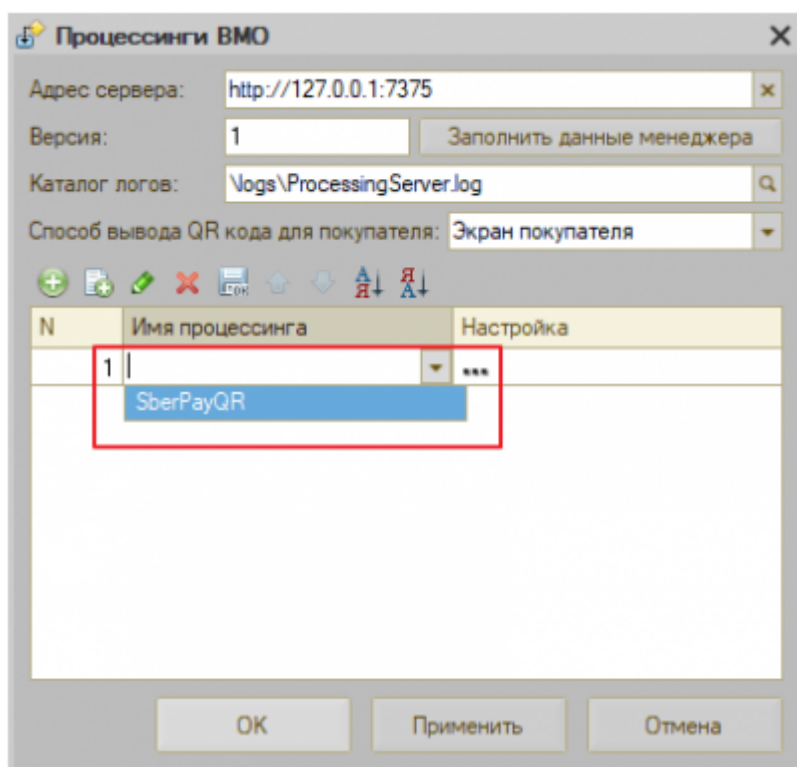 Процессинги ВМО
Адрес сервера: http://127.0.0.1:7375
Версия: 1 Заполнить данные менеджера
Каталог логов: \logs\ProcessingServer.log
Способ вывода QR кода для покупателя: Экран покупателя
N Имя процессинга Настройка
1 ...
SberPayQR
OK Применить Отмена